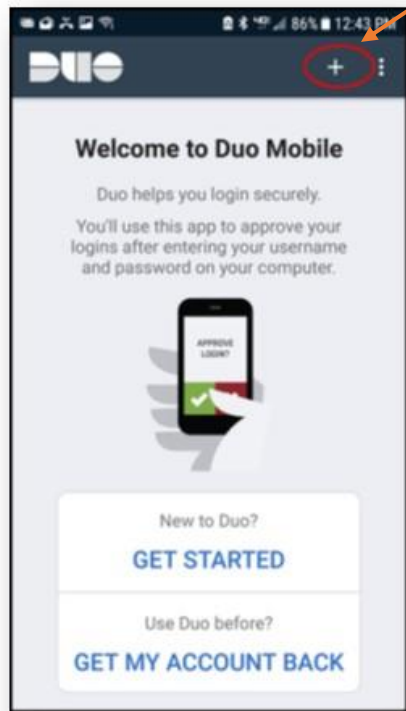 86% 12:43 PM
DUO
+
Welcome to Duo Mobile
Duo helps you login securely.
You'll use this app to approve your
logins after entering your username
and password on your computer.
APPROVE
LOGIN?
New to Duo?
GET STARTED
Use Duo before?
GET MY ACCOUNT BACK